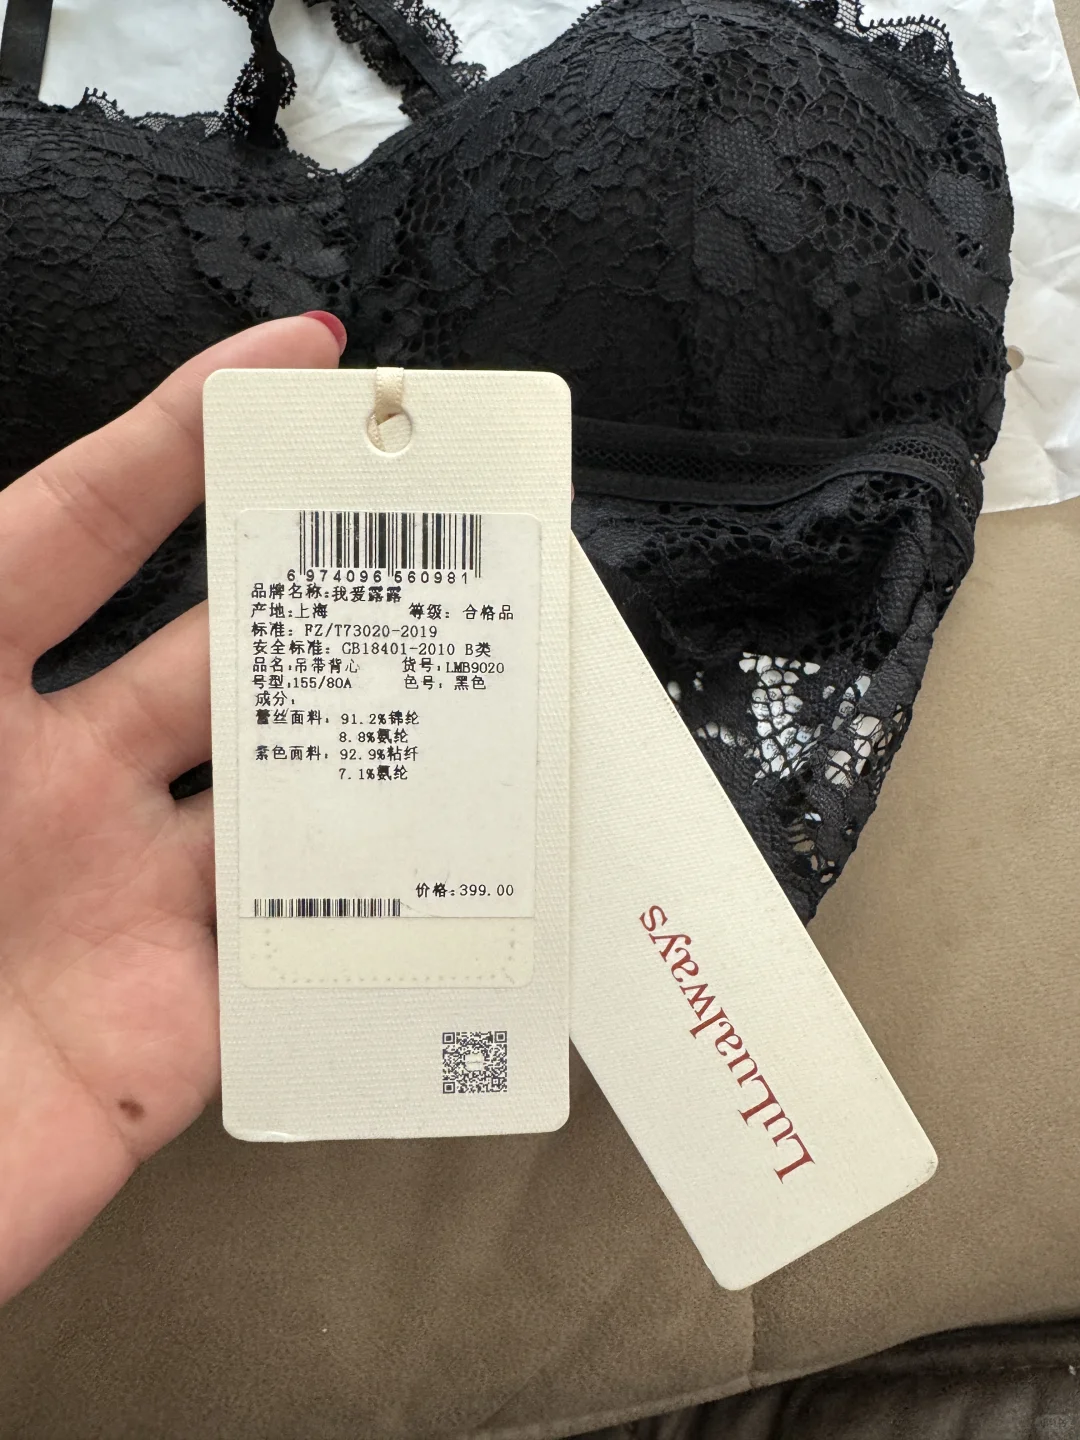 6 974096 560981
品牌名称:我爱露露
产地:上海 等级: 合格品
标准: FZ/T73020-2019
安全标准: GB18401-2010 B类
品名:吊带背心 货号:LMB9020
号型:155/80A 色号: 黑色
成分:
蕾丝面料: 91.2%锦纶
8.8%氨纶
素色面料: 92.9%粘纤
7.1%氨纶
价格:399.00
LuLualways